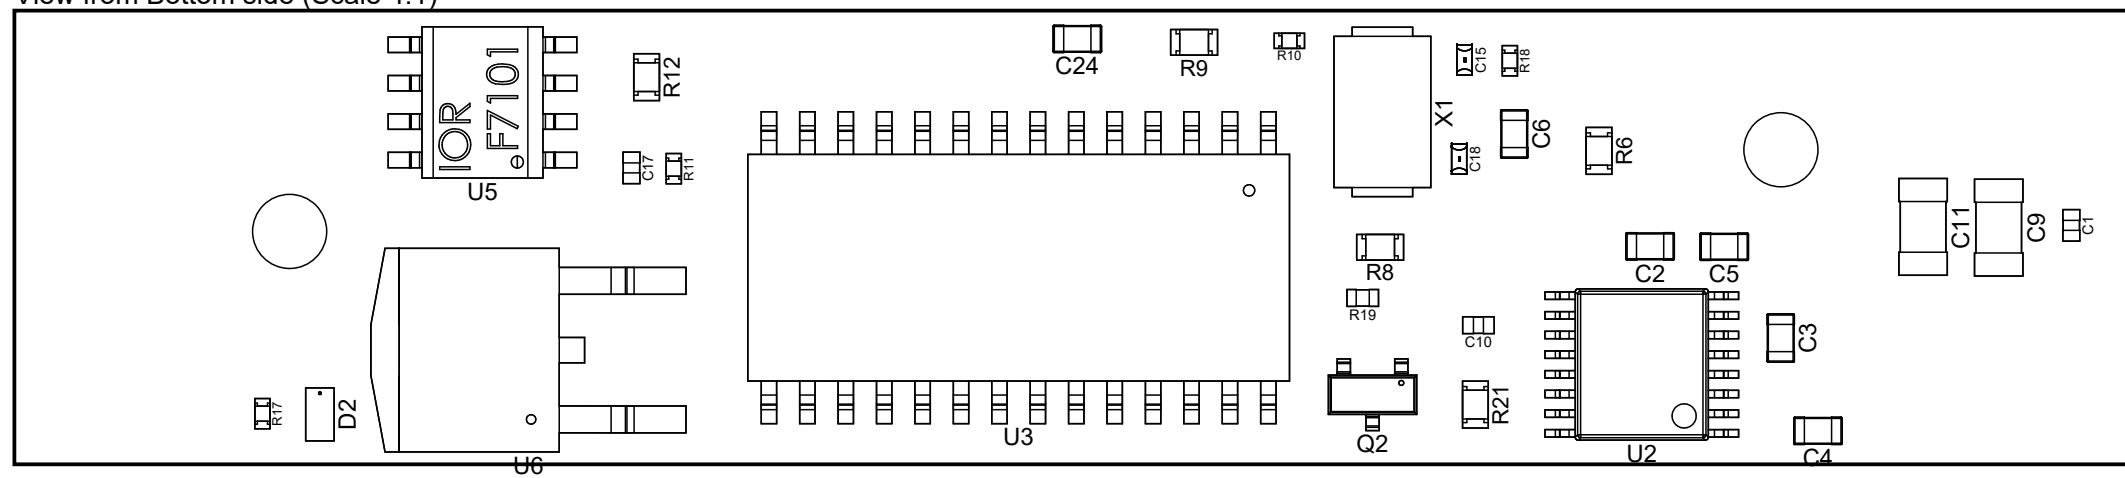 View from Bottom side (Scale 4:1)
IOR
F7101
U5
R12
C17
R11
C24
R9
R10
X1
C15
R18
C18
C6
R6
C11
C9
C1
R8
R19
C2
C5
C10
C3
R17
D2
U6
U3
Q2
R21
U2
C4